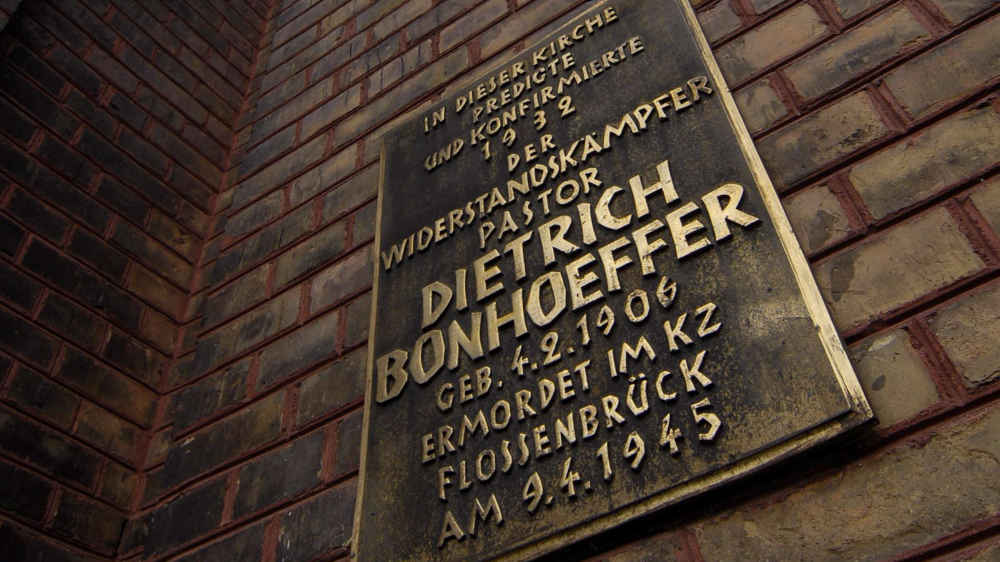 IN DIESER KIRCHE
PREDIGTE
UND KONFIRMIERTE
1932
DER
WIDERSTANDSKÄMPFER
PASTOR
DIETRICH
BONHOEFFER
GEB. 4.2.1906
ERMORDET IM KZ
FLOSSENBRÜCK
AM 9.4.1945